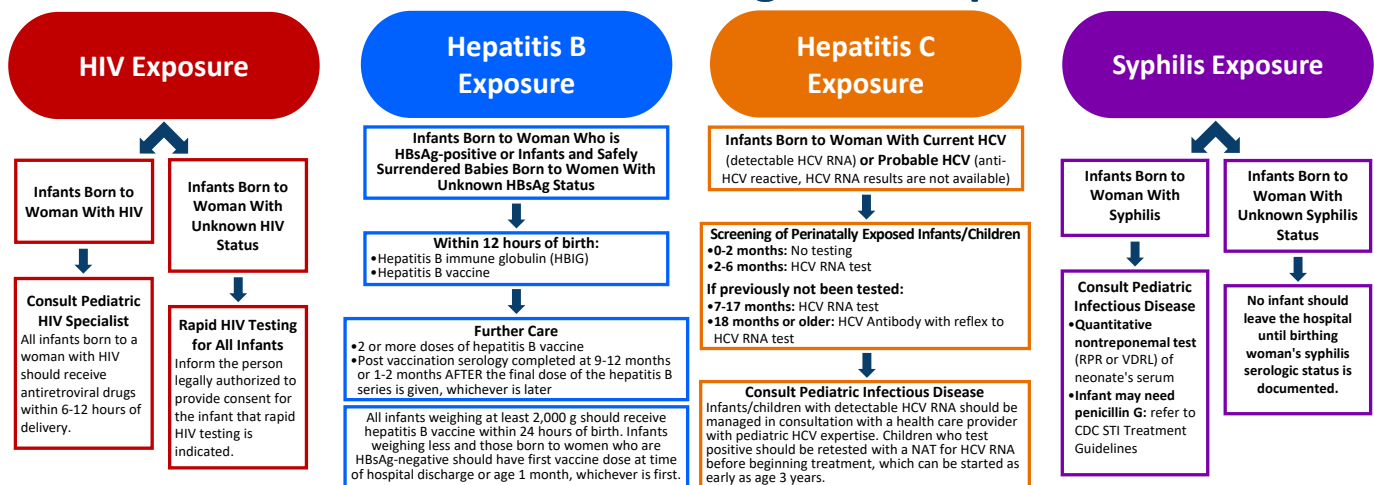 HIV Exposure
Infants Born to
Woman With HIV
Consult Pediatric
HIV Specialist
All infants born to a
woman with HIV
should receive
antiretroviral drugs
within 6-12 hours of
delivery.
Infants Born to
Woman With
Unknown HIV
Status
Rapid HIV Testing
for All Infants
Inform the person
legally authorized to
provide consent for
the infant that rapid
HIV testing is
indicated.
Hepatitis B
Exposure
Infants Born to Woman Who is
HBsAg-positive or Infants and Safely
Surrendered Babies Born to Women With
Unknown HBsAg Status
Within 12 hours of birth:
•Hepatitis B immune globulin (HBIG)
•Hepatitis B vaccine
Further Care
•2 or more doses of hepatitis B vaccine
•Post vaccination serology completed at 9-12 months
or 1-2 months AFTER the final dose of the hepatitis B
series is given, whichever is later
All infants weighing at least 2,000 g should receive
hepatitis B vaccine within 24 hours of birth. Infants
weighing less and those born to women who are
HBsAg-negative should have first vaccine dose at time
of hospital discharge or age 1 month, whichever is first.
Hepatitis C
Exposure
Infants Born to Woman With Current HCV
(detectable HCV RNA) or Probable HCV (anti-
HCV reactive, HCV RNA results are not available)
Screening of Perinatally Exposed Infants/Children
•0-2 months: No testing
•2-6 months: HCV RNA test
If previously not been tested:
•7-17 months: HCV RNA test
•18 months or older: HCV Antibody with reflex to
HCV RNA test
Consult Pediatric Infectious Disease
Infants/children with detectable HCV RNA should be
managed in consultation with a health care provider
with pediatric HCV expertise. Children who test
positive should be retested with a NAT for HCV RNA
before beginning treatment, which can be started as
early as age 3 years.
Syphilis Exposure
Infants Born to
Woman With
Syphilis
Consult Pediatric
Infectious Disease
•Quantitative
nontreponemal test
(RPR or VDRL) of
neonate's serum
•Infant may need
penicillin G: refer to
CDC STI Treatment
Guidelines
Infants Born to
Woman With
Unknown Syphilis
Status
No infant should
leave the hospital
until birthing
woman's syphilis
serologic status is
documented.